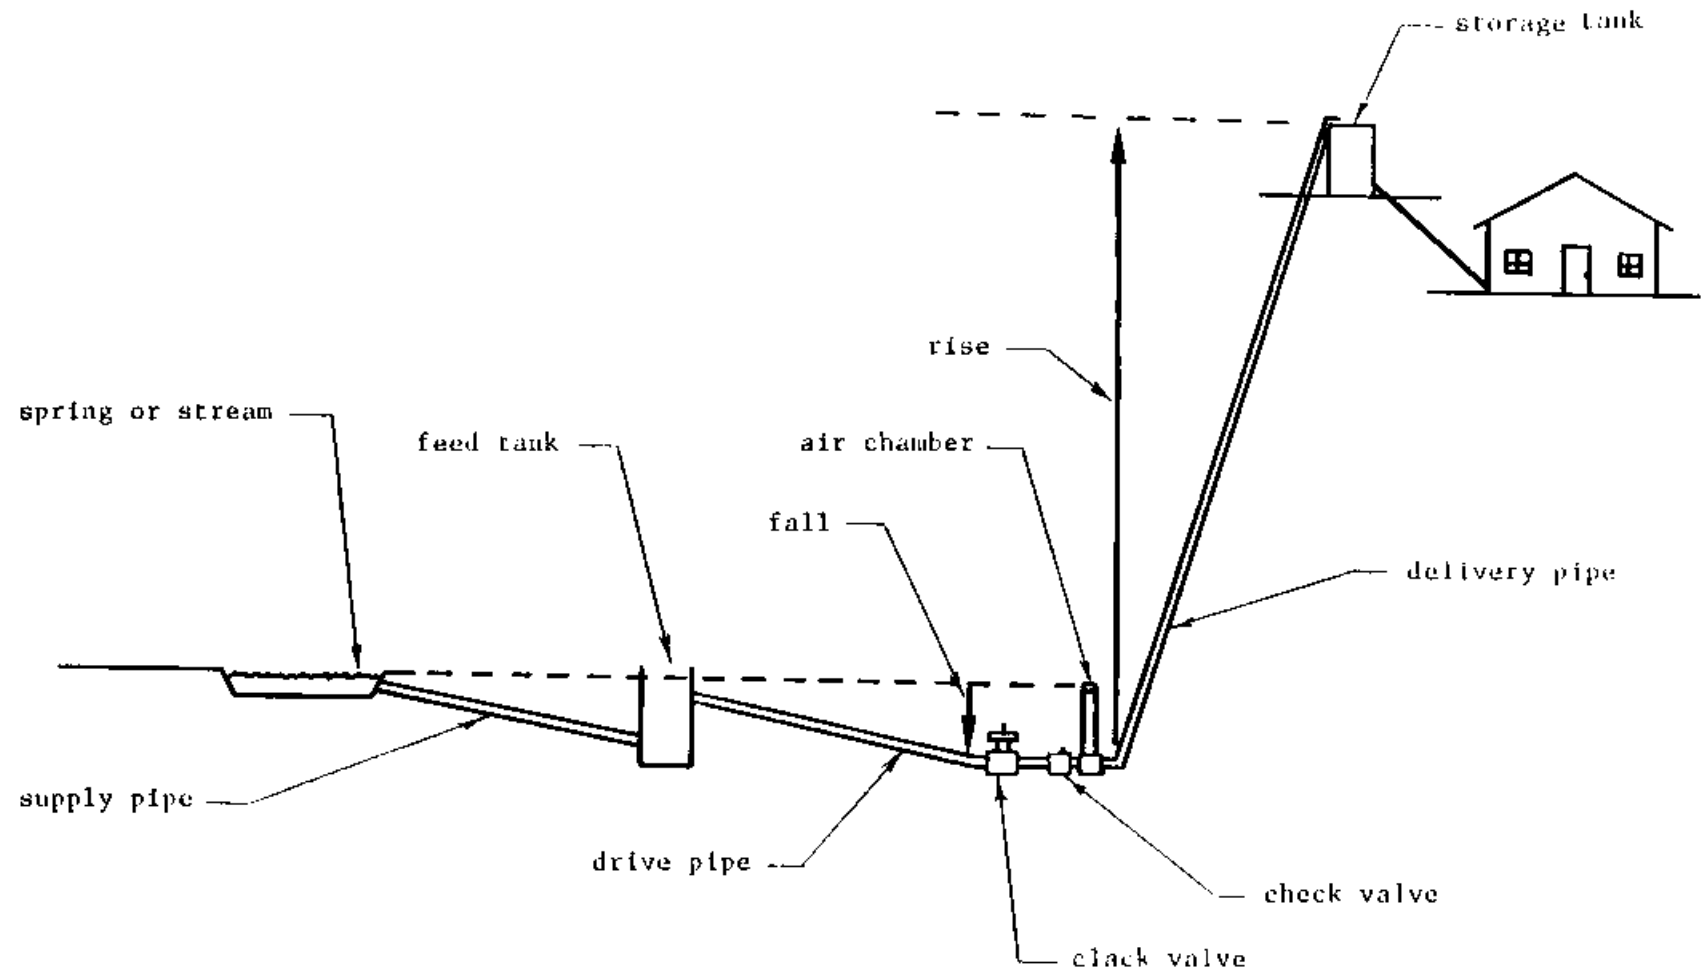 storage tank
rise
spring or stream
feed tank
air chamber
fall
delivery pipe
supply pipe
drive pipe
check valve
clack valve